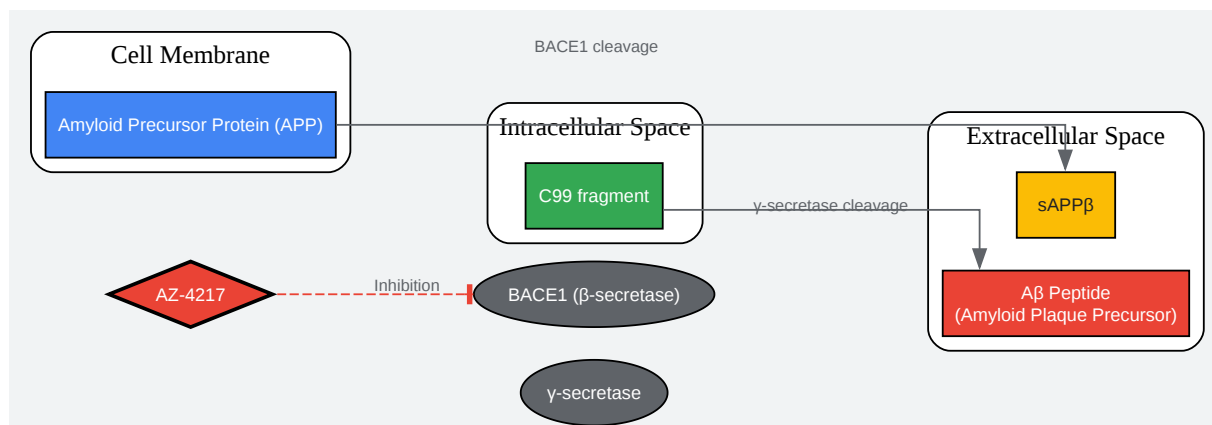 Cell Membrane
Amyloid Precursor Protein (APP)
BACE1 cleavage
Intracellular Space
C99 fragment
γ-secretase cleavage
Extracellular Space
sAPPβ
Aβ Peptide
(Amyloid Plaque Precursor)
AZ-4217
Inhibition
BACE1 (β-secretase)
γ-secretase